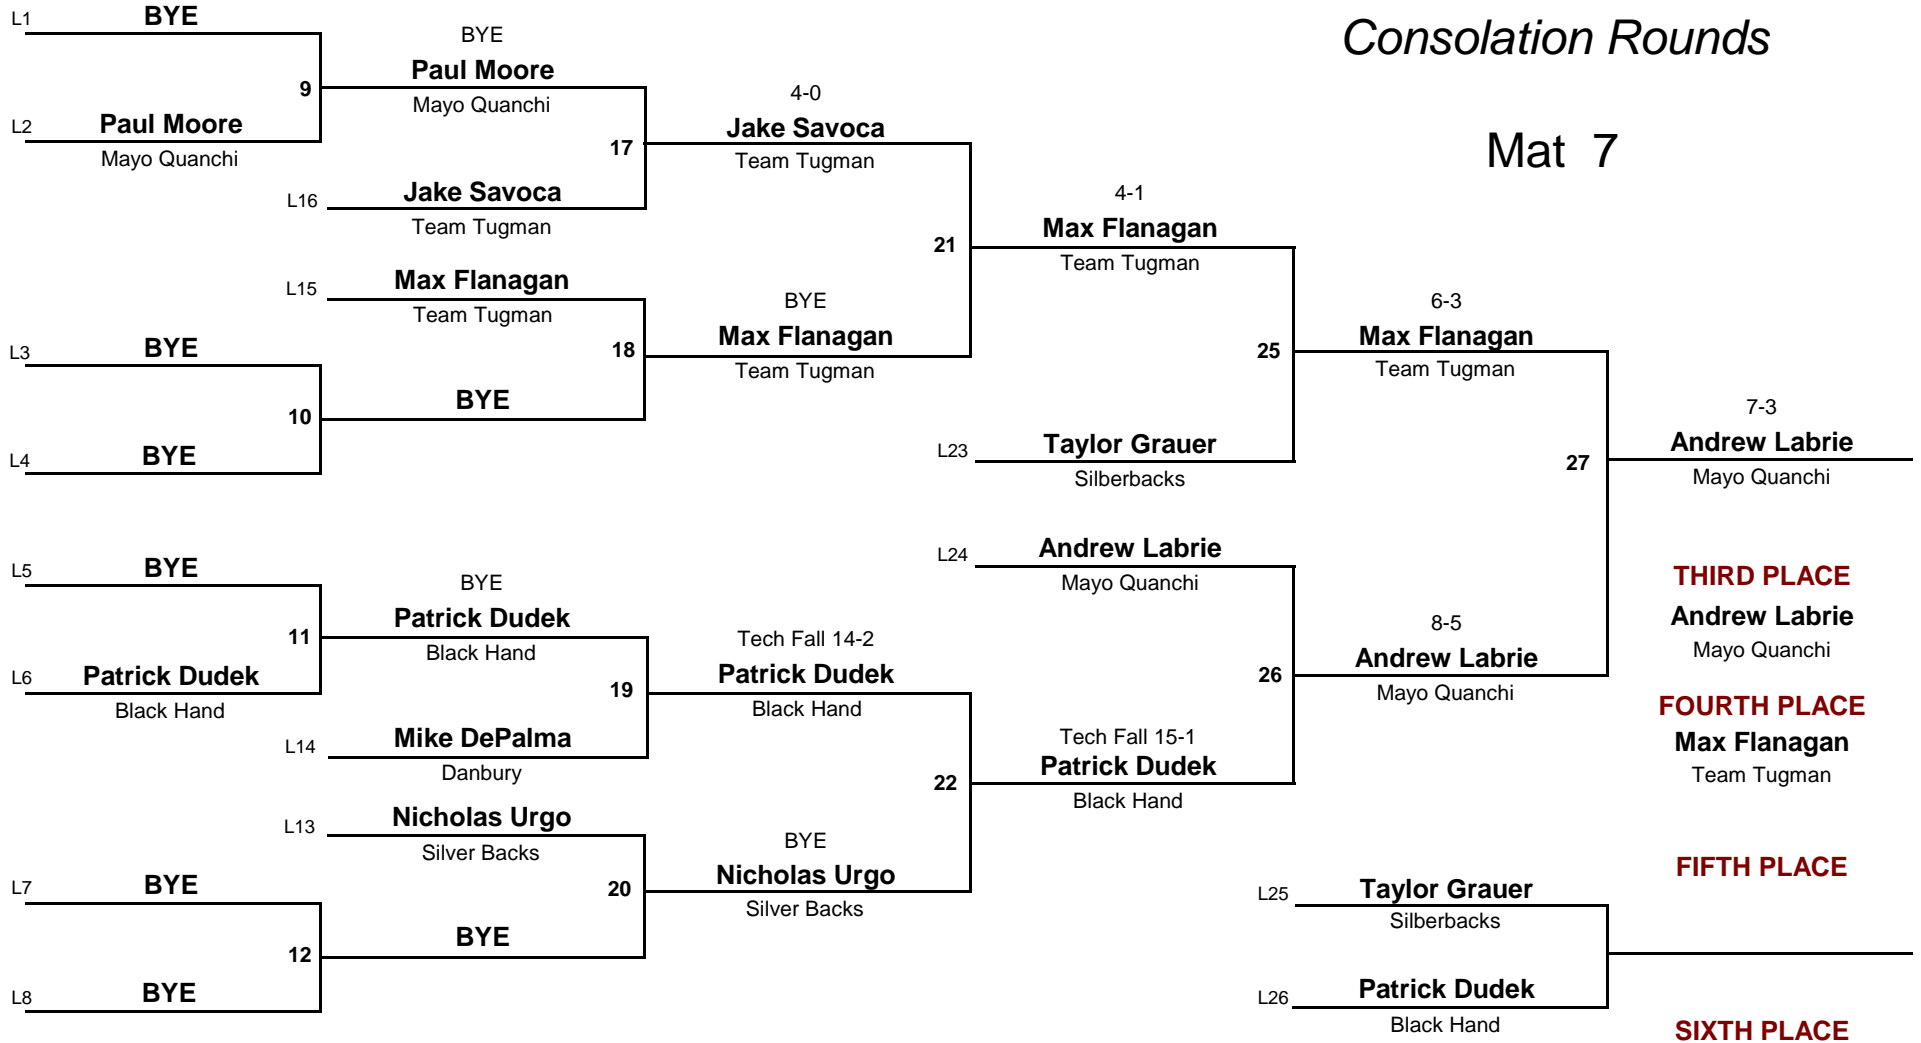 Consolation Rounds
Mat 7
L1 BYE
9
L2 Paul Moore
Mayo Quanchi
BYE
Paul Moore
Mayo Quanchi
17
L16 Jake Savoca
Team Tugman
4-0
Jake Savoca
Team Tugman
21
L15 Max Flanagan
Team Tugman
18
L3 BYE
10
L4 BYE
BYE
BYE
Max Flanagan
Team Tugman
4-1
Max Flanagan
Team Tugman
25
L23 Taylor Grauer
Silberbacks
6-3
Max Flanagan
Team Tugman
27
7-3
Andrew Labrie
Mayo Quanchi
L5 BYE
11
L6 Patrick Dudek
Black Hand
BYE
Patrick Dudek
Black Hand
19
L14 Mike DePalma
Danbury
Tech Fall 14-2
Patrick Dudek
Black Hand
22
L13 Nicholas Urgo
Silver Backs
20
L7 BYE
12
L8 BYE
BYE
BYE
Nicholas Urgo
Silver Backs
L24 Andrew Labrie
Mayo Quanchi
26
Tech Fall 15-1
Patrick Dudek
Black Hand
8-5
Andrew Labrie
Mayo Quanchi
THIRD PLACE
Andrew Labrie
Mayo Quanchi
FOURTH PLACE
Max Flanagan
Team Tugman
L25 Taylor Grauer
Silberbacks
L26 Patrick Dudek
Black Hand
FIFTH PLACE
SIXTH PLACE